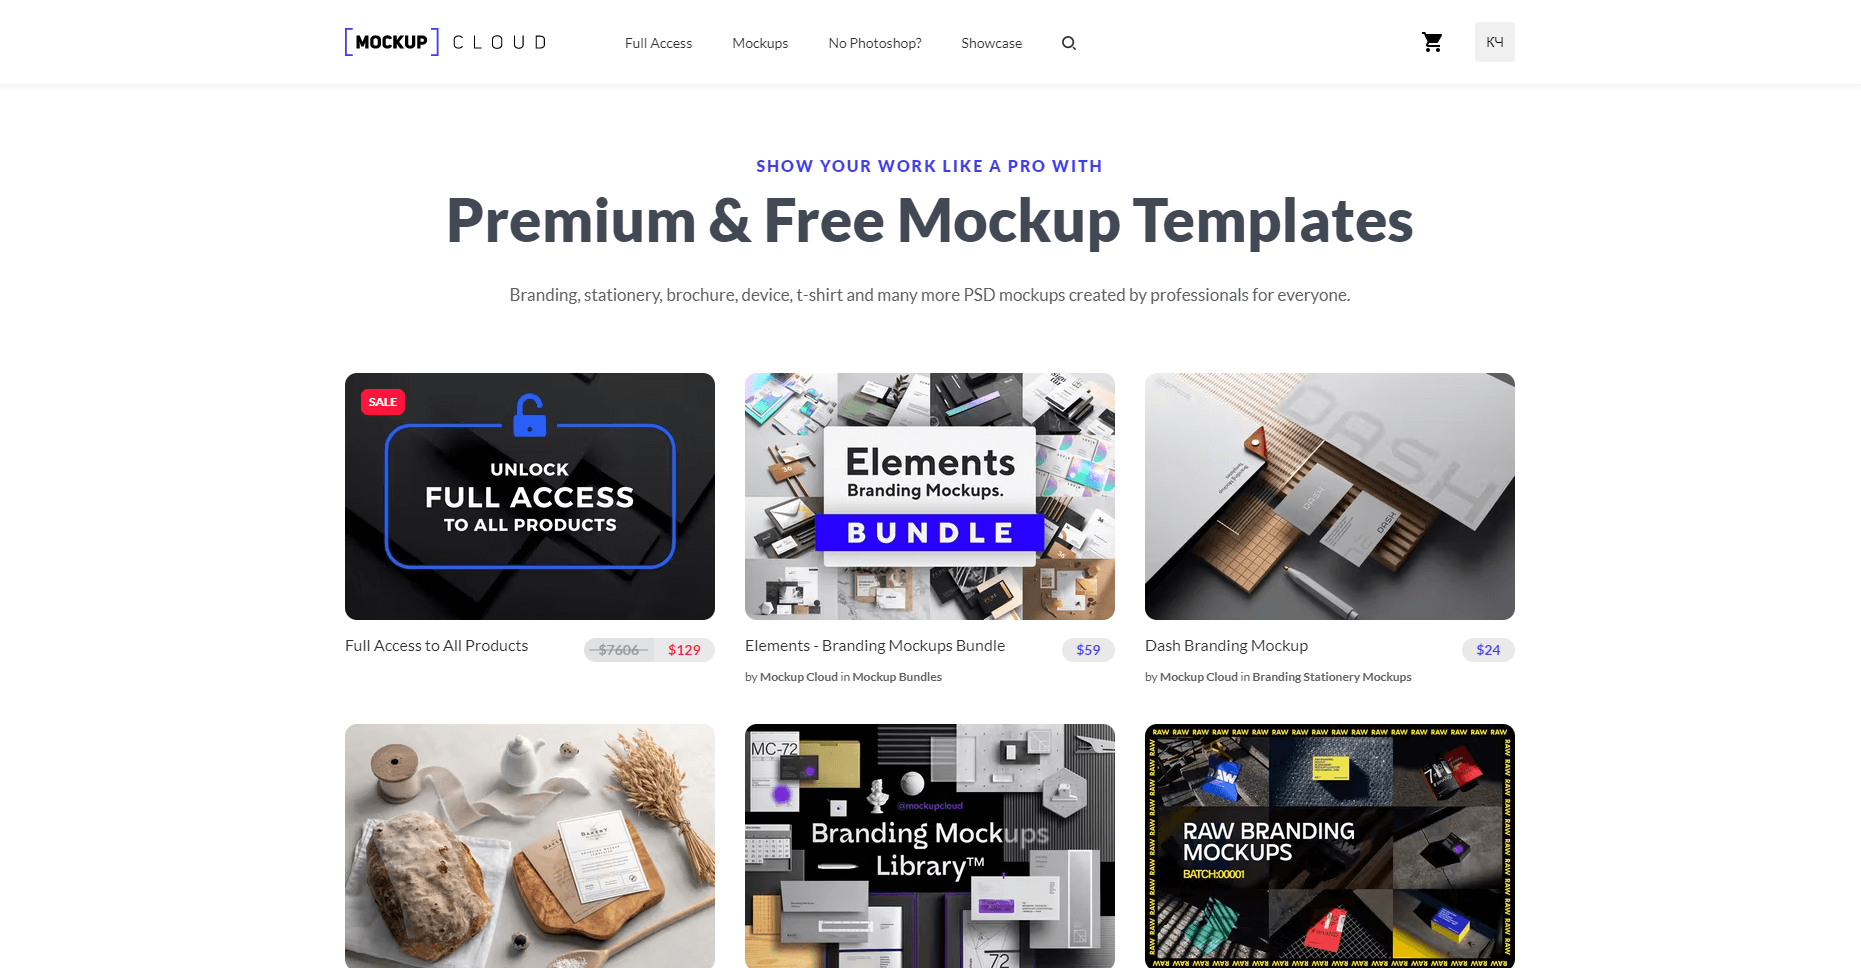 MOCKUP CLOUD
Full Access
Mockups
No Photoshop?
Showcase
КЧ
SHOW YOUR WORK LIKE A PRO WITH
Premium & Free Mockup Templates
Branding, stationery, brochure, device, t-shirt and many more PSD mockups created by professionals for everyone.
SALE
UNLOCK
FULL ACCESS
TO ALL PRODUCTS
Elements
Branding Mockups.
BUNDLE
DASH
DASH
DASH
Full Access to All Products
$7606 $129
Elements - Branding Mockups Bundle
$59
by Mockup Cloud in Mockup Bundles
Dash Branding Mockup
$24
by Mockup Cloud in Branding Stationery Mockups
BAKERY
MC-72
@mockupcloud
Branding Mockups
Library™
72
RAW RAW RAW RAW RAW RAW RAW RAW RAW RAW RAW RAW RAW RAW RAW RAW RAW RAW
RAW BRANDING
MOCKUPS
BATCH:00001